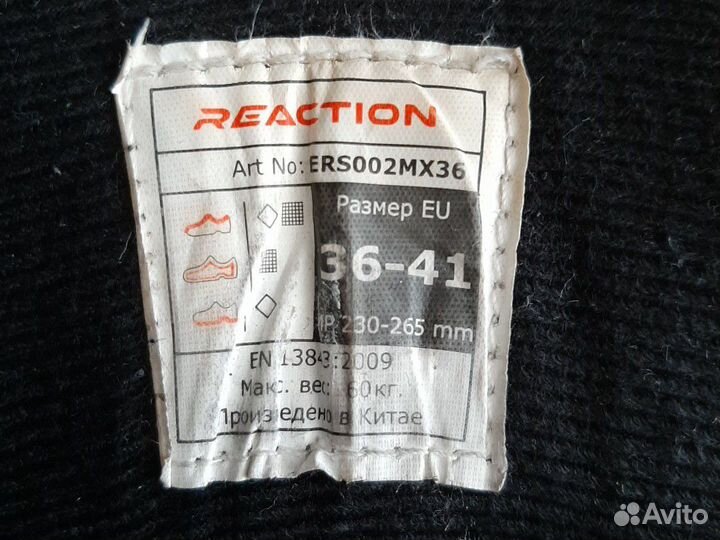 REACTION
Art No: ERS002MX36
Размер EU
36-41
230-265 mm
EN 13843:2009
Макс. вес: 60кг.
Произведено в Китае
Avito